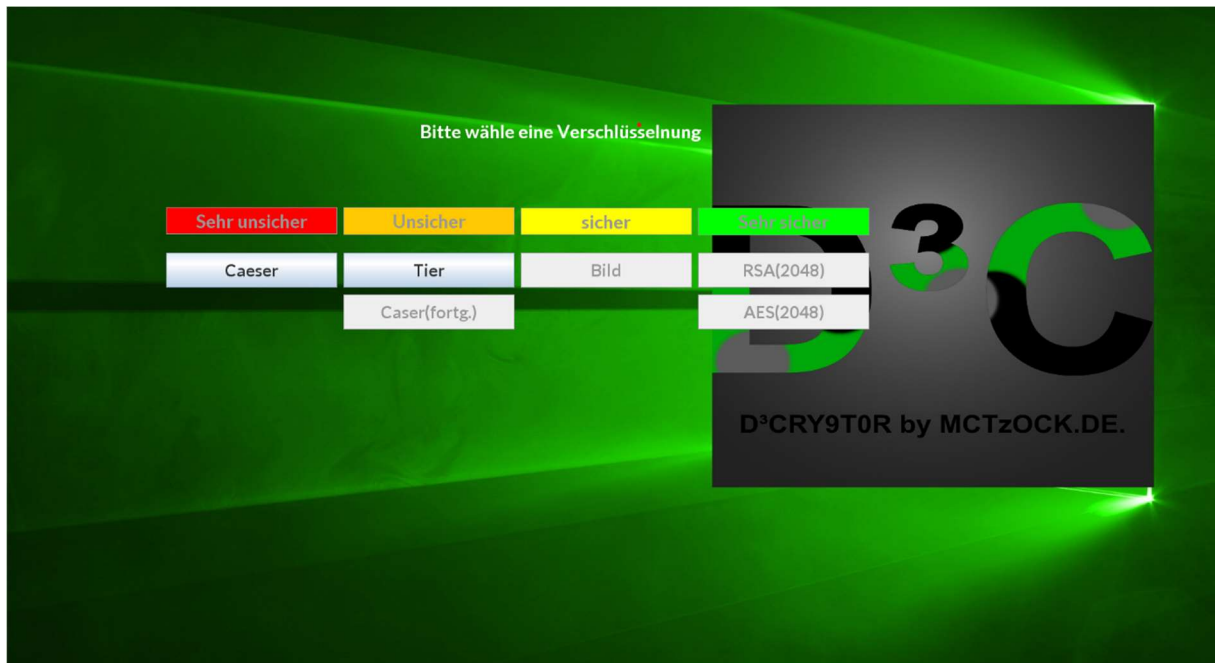 Bitte wähle eine Verschlüsselnung
Sehr unsicher Unsicher sicher Sehr sicher
Caeser Tier Bild RSA(2048)
Caser(fortg.) AES(2048)
D³C
D³CRY9T0R by MCTzOCK.DE.